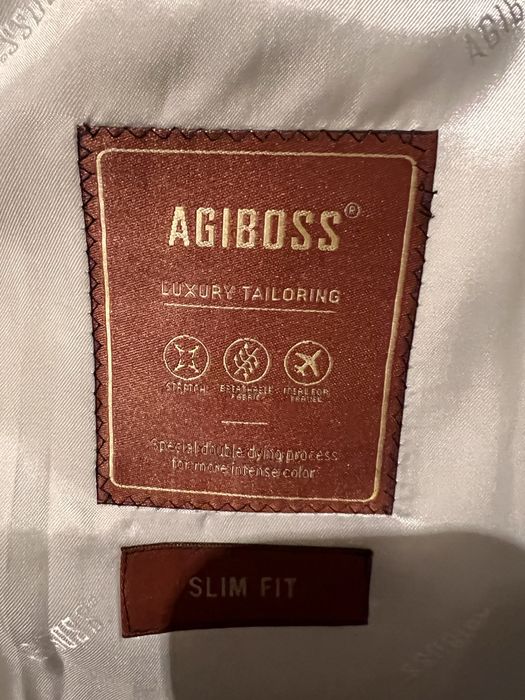 AGIBOSS®
LUXURY TAILORING
STRETCH
BREATHABLE
FABRIC
IDEAL FOR
TRAVEL
Special double dying process
for more intense color
SLIM FIT
AGIBOSS